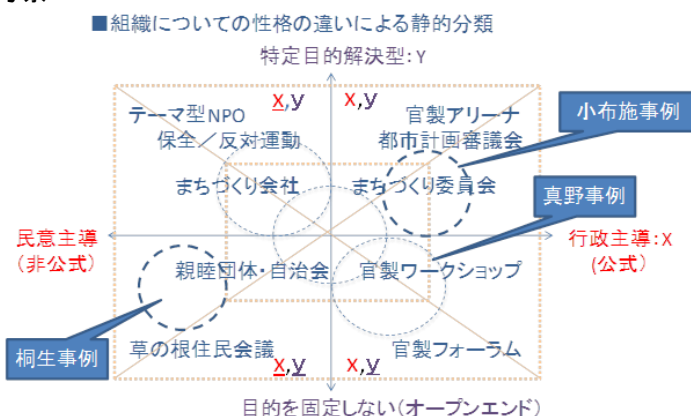 ■組織についての性格の違いによる静的分類
特定目的解決型:Y
テーマ型NPO
x,y
x,y
官製アリーナ
小布施事例
保全/反対運動
都市計画審議会
まちづくり会社
まちづくり委員会
真野事例
民意主導
(非公式)
行政主導:X
(公式)
親睦団体・自治会
官製ワークショップ
桐生事例
草の根住民会議
x,y
x,y
官製フォーラム
目的を固定しない(オープンエンド)